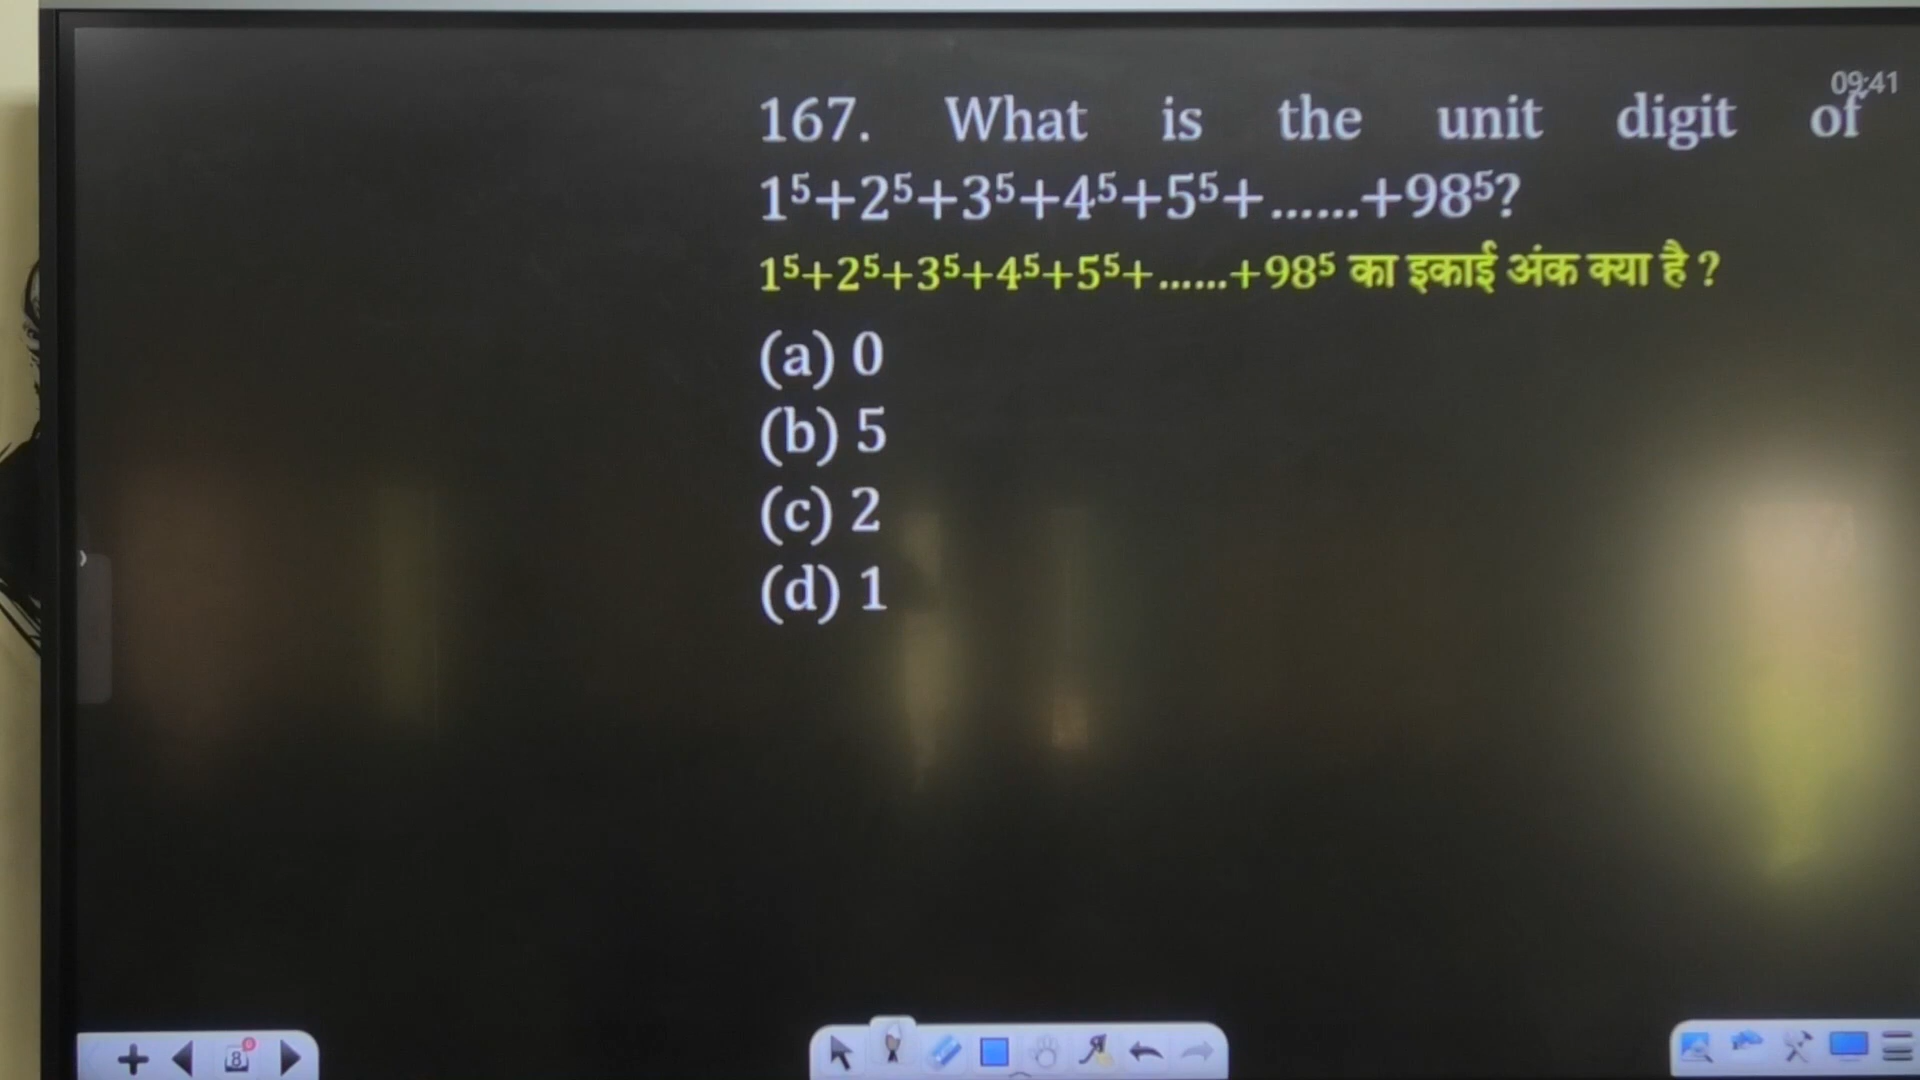 09:41
167. What is the unit digit of
1⁵+2⁵+3⁵+4⁵+5⁵+......+98⁵?
1⁵+2⁵+3⁵+4⁵+5⁵+......+98⁵ का इकाई अंक क्या है ?
(a) 0
(b) 5
(c) 2
(d) 1
8